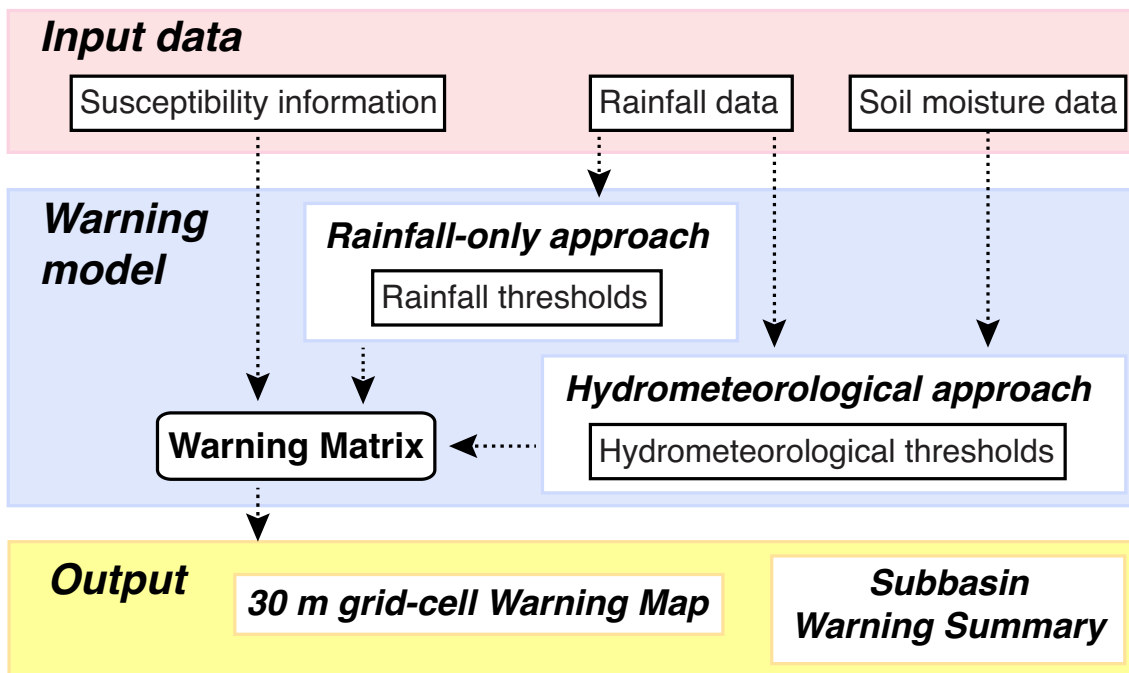 Input data
Susceptibility information
Rainfall data
Soil moisture data
Warning
model
Rainfall-only approach
Rainfall thresholds
Hydrometeorological approach
Hydrometeorological thresholds
Warning Matrix
Output
30 m grid-cell Warning Map
Subbasin
Warning Summary